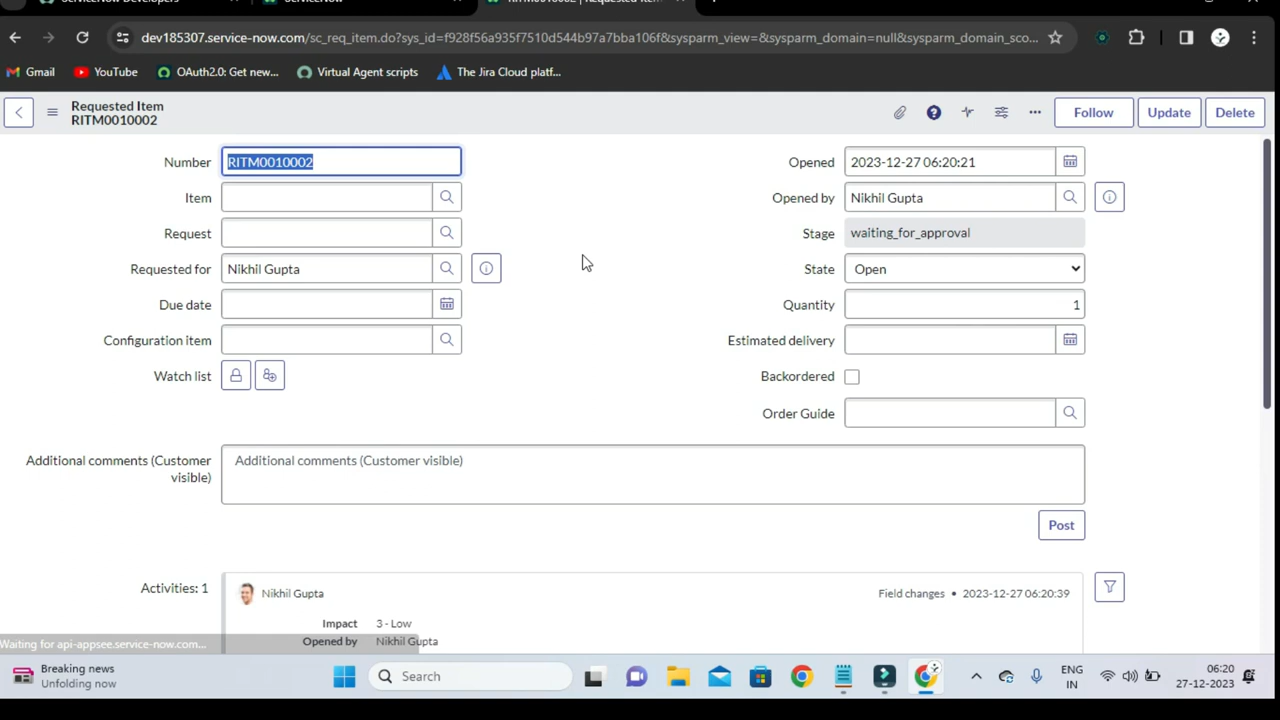 dev185307.service-now.com/sc_req_item.do?sys_id=f928f56a935f7510d544b97a7bba106f&sysparm_view=&sysparm_domain=null&sysparm_domain_sco...
Gmail YouTube OAuth2.0: Get new... Virtual Agent scripts The Jira Cloud platf...
Requested Item
RITM0010002
Follow Update Delete
Number RITM0010002 Opened 2023-12-27 06:20:21
Item Opened by Nikhil Gupta
Request Stage waiting_for_approval
Requested for Nikhil Gupta State Open
Due date Quantity 1
Configuration item Estimated delivery
Watch list Backordered
Order Guide
Additional comments (Customer visible) Additional comments (Customer visible)
Post
Activities: 1 Nikhil Gupta Field changes • 2023-12-27 06:20:39
Impact 3 - Low
Opened by Nikhil Gupta
Waiting for api-appsee.service-now.com...
Breaking news
Unfolding now
Search
ENG
IN
06:20
27-12-2023